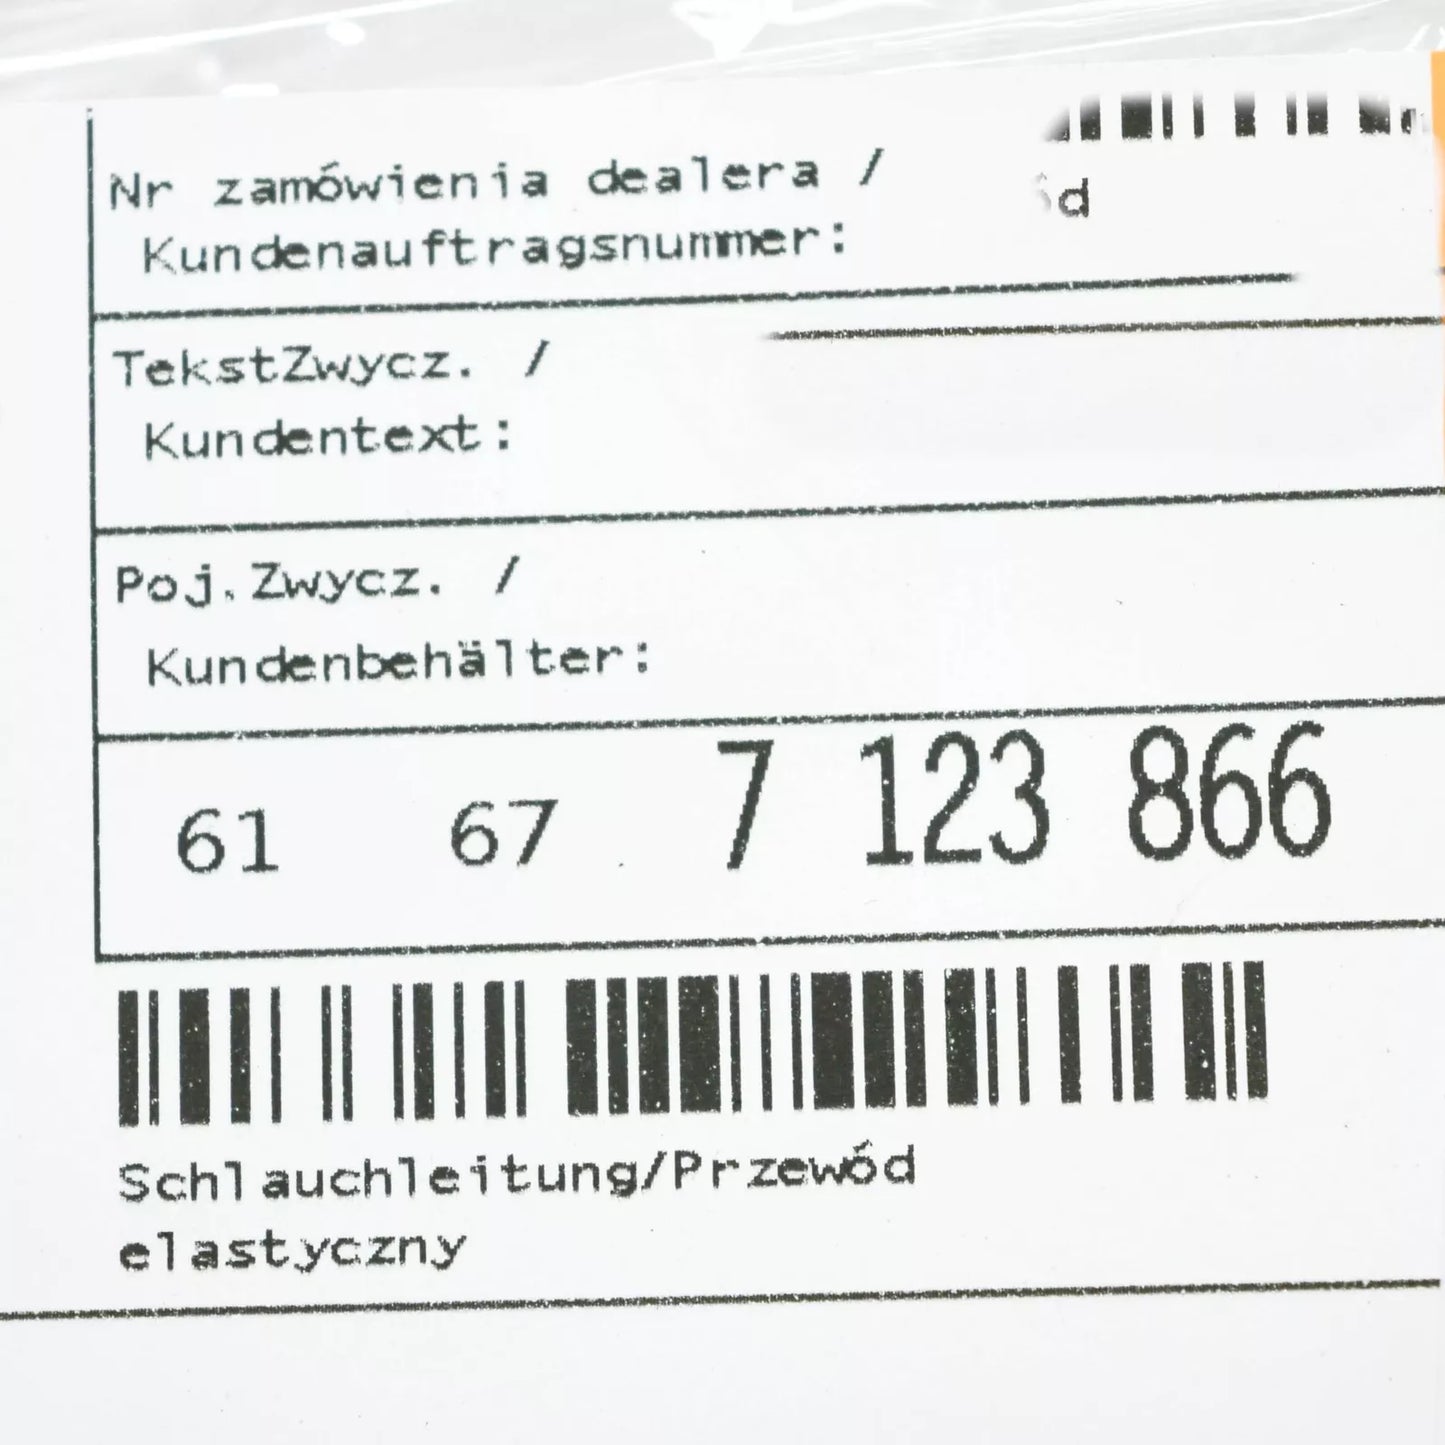 Nr zamówienia dealera /
Kundenauftragsnummer:
TekstZwycz. /
Kundentext:
Poj.Zwycz. /
Kundenbehälter:
61 67 7 123 866
Schlauchleitung/Przewód
elastyczny